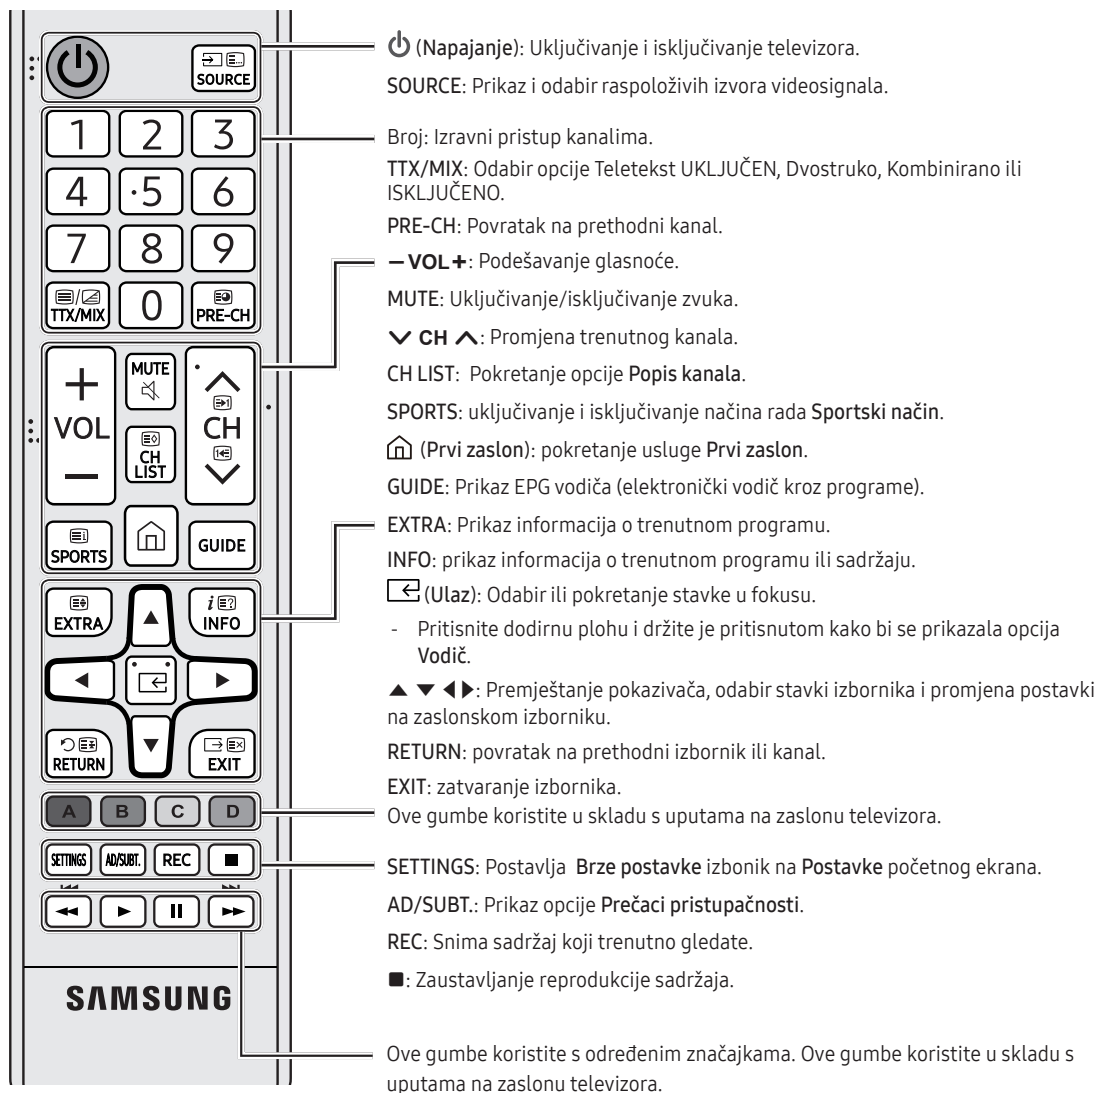 SOURCE
1 2 3
4 ·5 6
7 8 9
TTX/MIX 0 PRE-CH
+ VOL −
MUTE
CH
LIST
CH
SPORTS
GUIDE
EXTRA
i INFO
RETURN
EXIT
A B C D
SETTINGS AD/SUBT. REC ■
◀◀ ▶ II ▶▶
SAMSUNG
(Napajanje): Uključivanje i isključivanje televizora.
SOURCE: Prikaz i odabir raspoloživih izvora videosignala.
Broj: Izravni pristup kanalima.
TTX/MIX: Odabir opcije Teletekst UKLJUČEN, Dvostruko, Kombinirano ili
ISKLJUČENO.
PRE-CH: Povratak na prethodni kanal.
− VOL +: Podešavanje glasnoće.
MUTE: Uključivanje/isključivanje zvuka.
CH: Promjena trenutnog kanala.
CH LIST: Pokretanje opcije Popis kanala.
SPORTS: uključivanje i isključivanje načina rada Sportski način.
(Prvi zaslon): pokretanje usluge Prvi zaslon.
GUIDE: Prikaz EPG vodiča (elektronički vodič kroz programe).
EXTRA: Prikaz informacija o trenutnom programu.
INFO: prikaz informacija o trenutnom programu ili sadržaju.
(Ulaz): Odabir ili pokretanje stavke u fokusu.
- Pritisnite dodirnu plohu i držite je pritisnutom kako bi se prikazala opcija
Vodič.
▲ ▼ ◀ ▶: Premještanje pokazivača, odabir stavki izbornika i promjena postavki
na zaslonskom izborniku.
RETURN: povratak na prethodni izbornik ili kanal.
EXIT: zatvaranje izbornika.
Ove gumbe koristite u skladu s uputama na zaslonu televizora.
SETTINGS: Postavlja Brze postavke izbonik na Postavke početnog ekrana.
AD/SUBT.: Prikaz opcije Prečaci pristupačnosti.
REC: Snima sadržaj koji trenutno gledate.
■: Zaustavljanje reprodukcije sadržaja.
Ove gumbe koristite s određenim značajkama. Ove gumbe koristite u skladu s
uputama na zaslonu televizora.